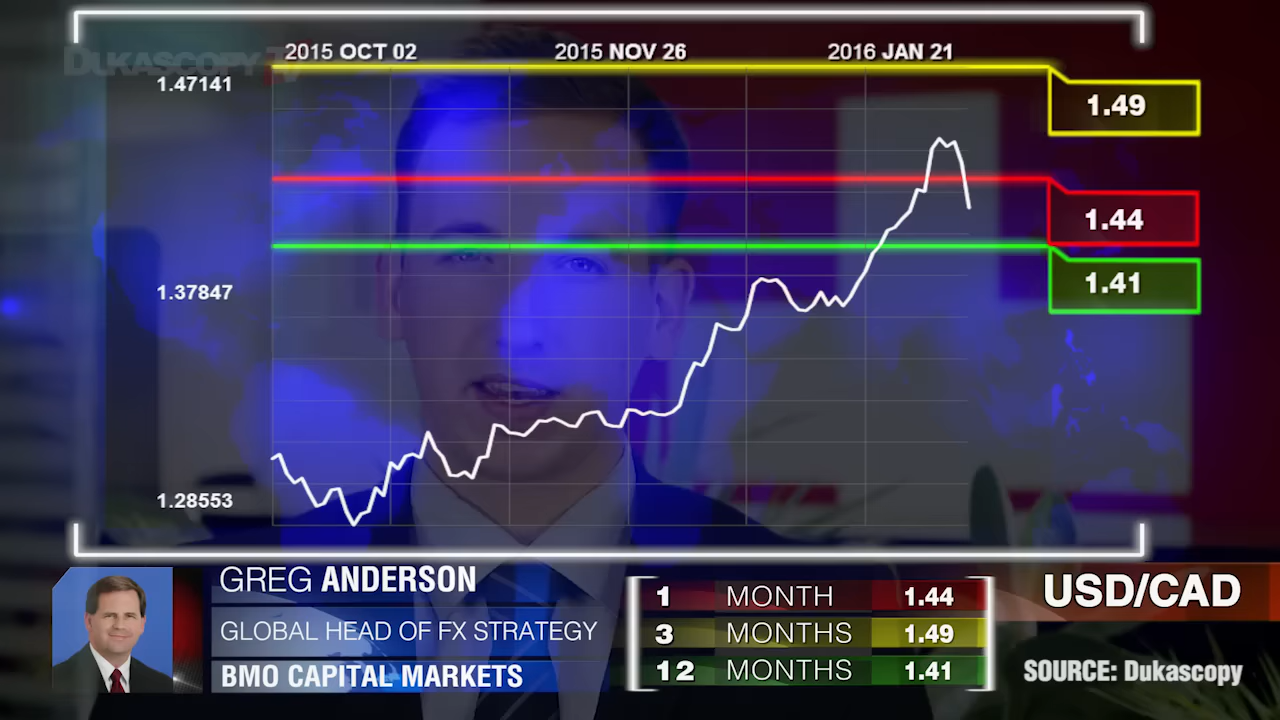 DUKASCOPY TV
2015 OCT 02
2015 NOV 26
2016 JAN 21
1.47141
1.49
1.44
1.41
1.37847
1.28553
GREG ANDERSON
GLOBAL HEAD OF FX STRATEGY
BMO CAPITAL MARKETS
1 MONTH 1.44
3 MONTHS 1.49
12 MONTHS 1.41
USD/CAD
SOURCE: Dukascopy